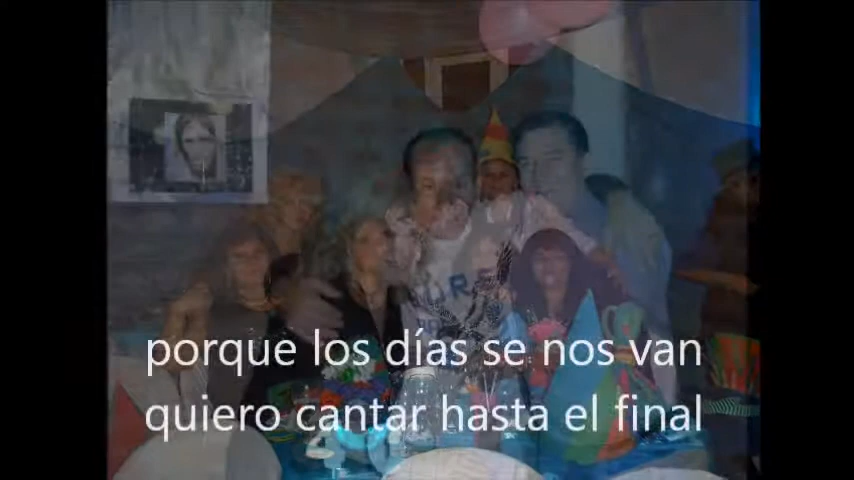 porque los días se nos van
quiero cantar hasta el final